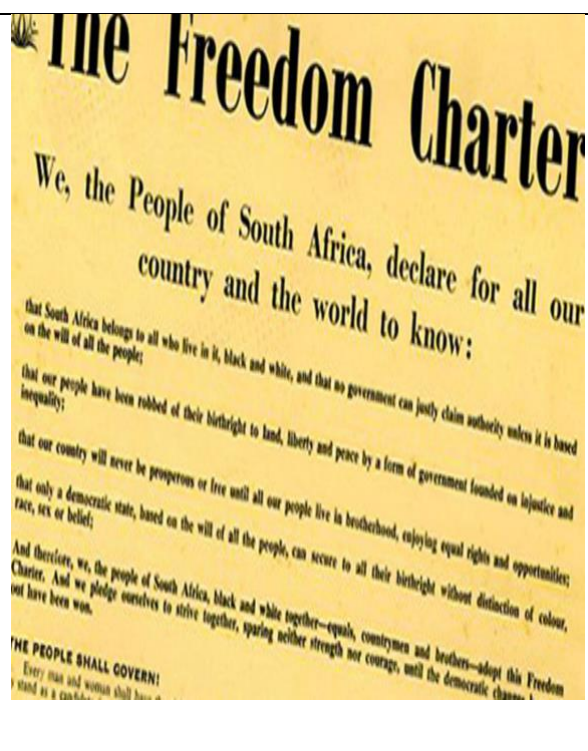 The Freedom Charter
We, the People of South Africa, declare for all our
country and the world to know:
that South Africa belongs to all who live in it, black and white, and that no government can justly claim authority unless it is based
on the will of all the people;
that our people have been robbed of their birthright to land, liberty and peace by a form of government founded on injustice and
inequality;
that our country will never be prosperous or free until all our people live in brotherhood, enjoying equal rights and opportunities;
that only a democratic state, based on the will of all the people, can secure to all their birthright without distinction of colour,
race, sex or belief;
And therefore, we, the people of South Africa, black and white together—equals, countrymen and brothers—adopt this Freedom
Charter. And we pledge ourselves to strive together, sparing neither strength nor courage, until the democratic changes
out have been won.
THE PEOPLE SHALL GOVERN!
Every man and woman shall have
stand as a candidate